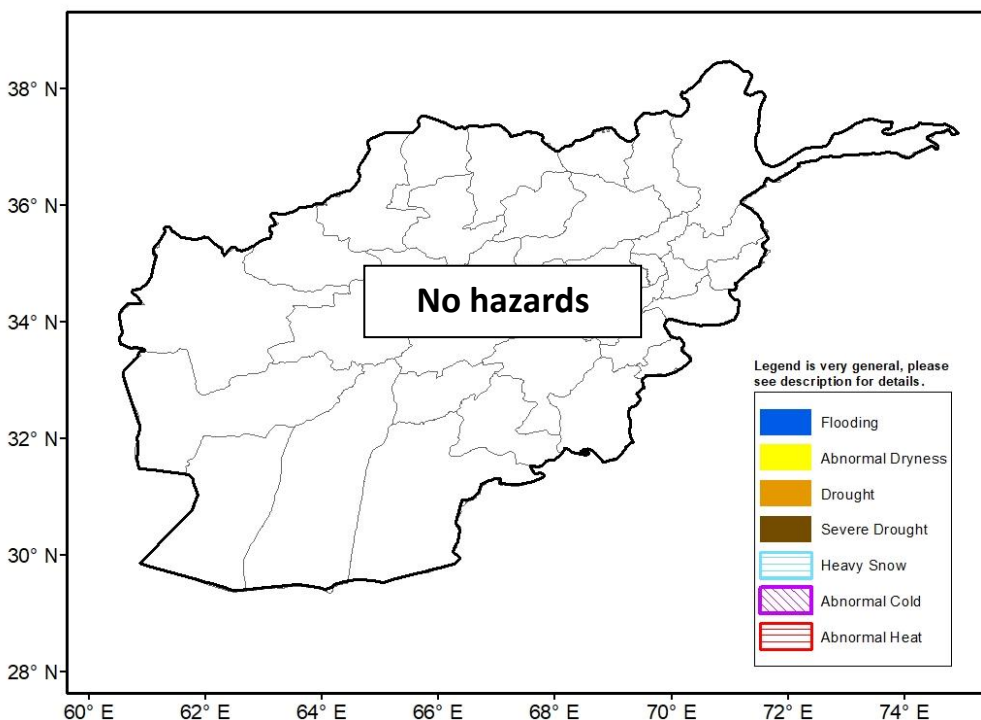 38° N
36° N
34° N
32° N
30° N
28° N
No hazards
Legend is very general, please
see description for details.
Flooding
Abnormal Dryness
Drought
Severe Drought
Heavy Snow
Abnormal Cold
Abnormal Heat
60° E 62° E 64° E 66° E 68° E 70° E 72° E 74° E